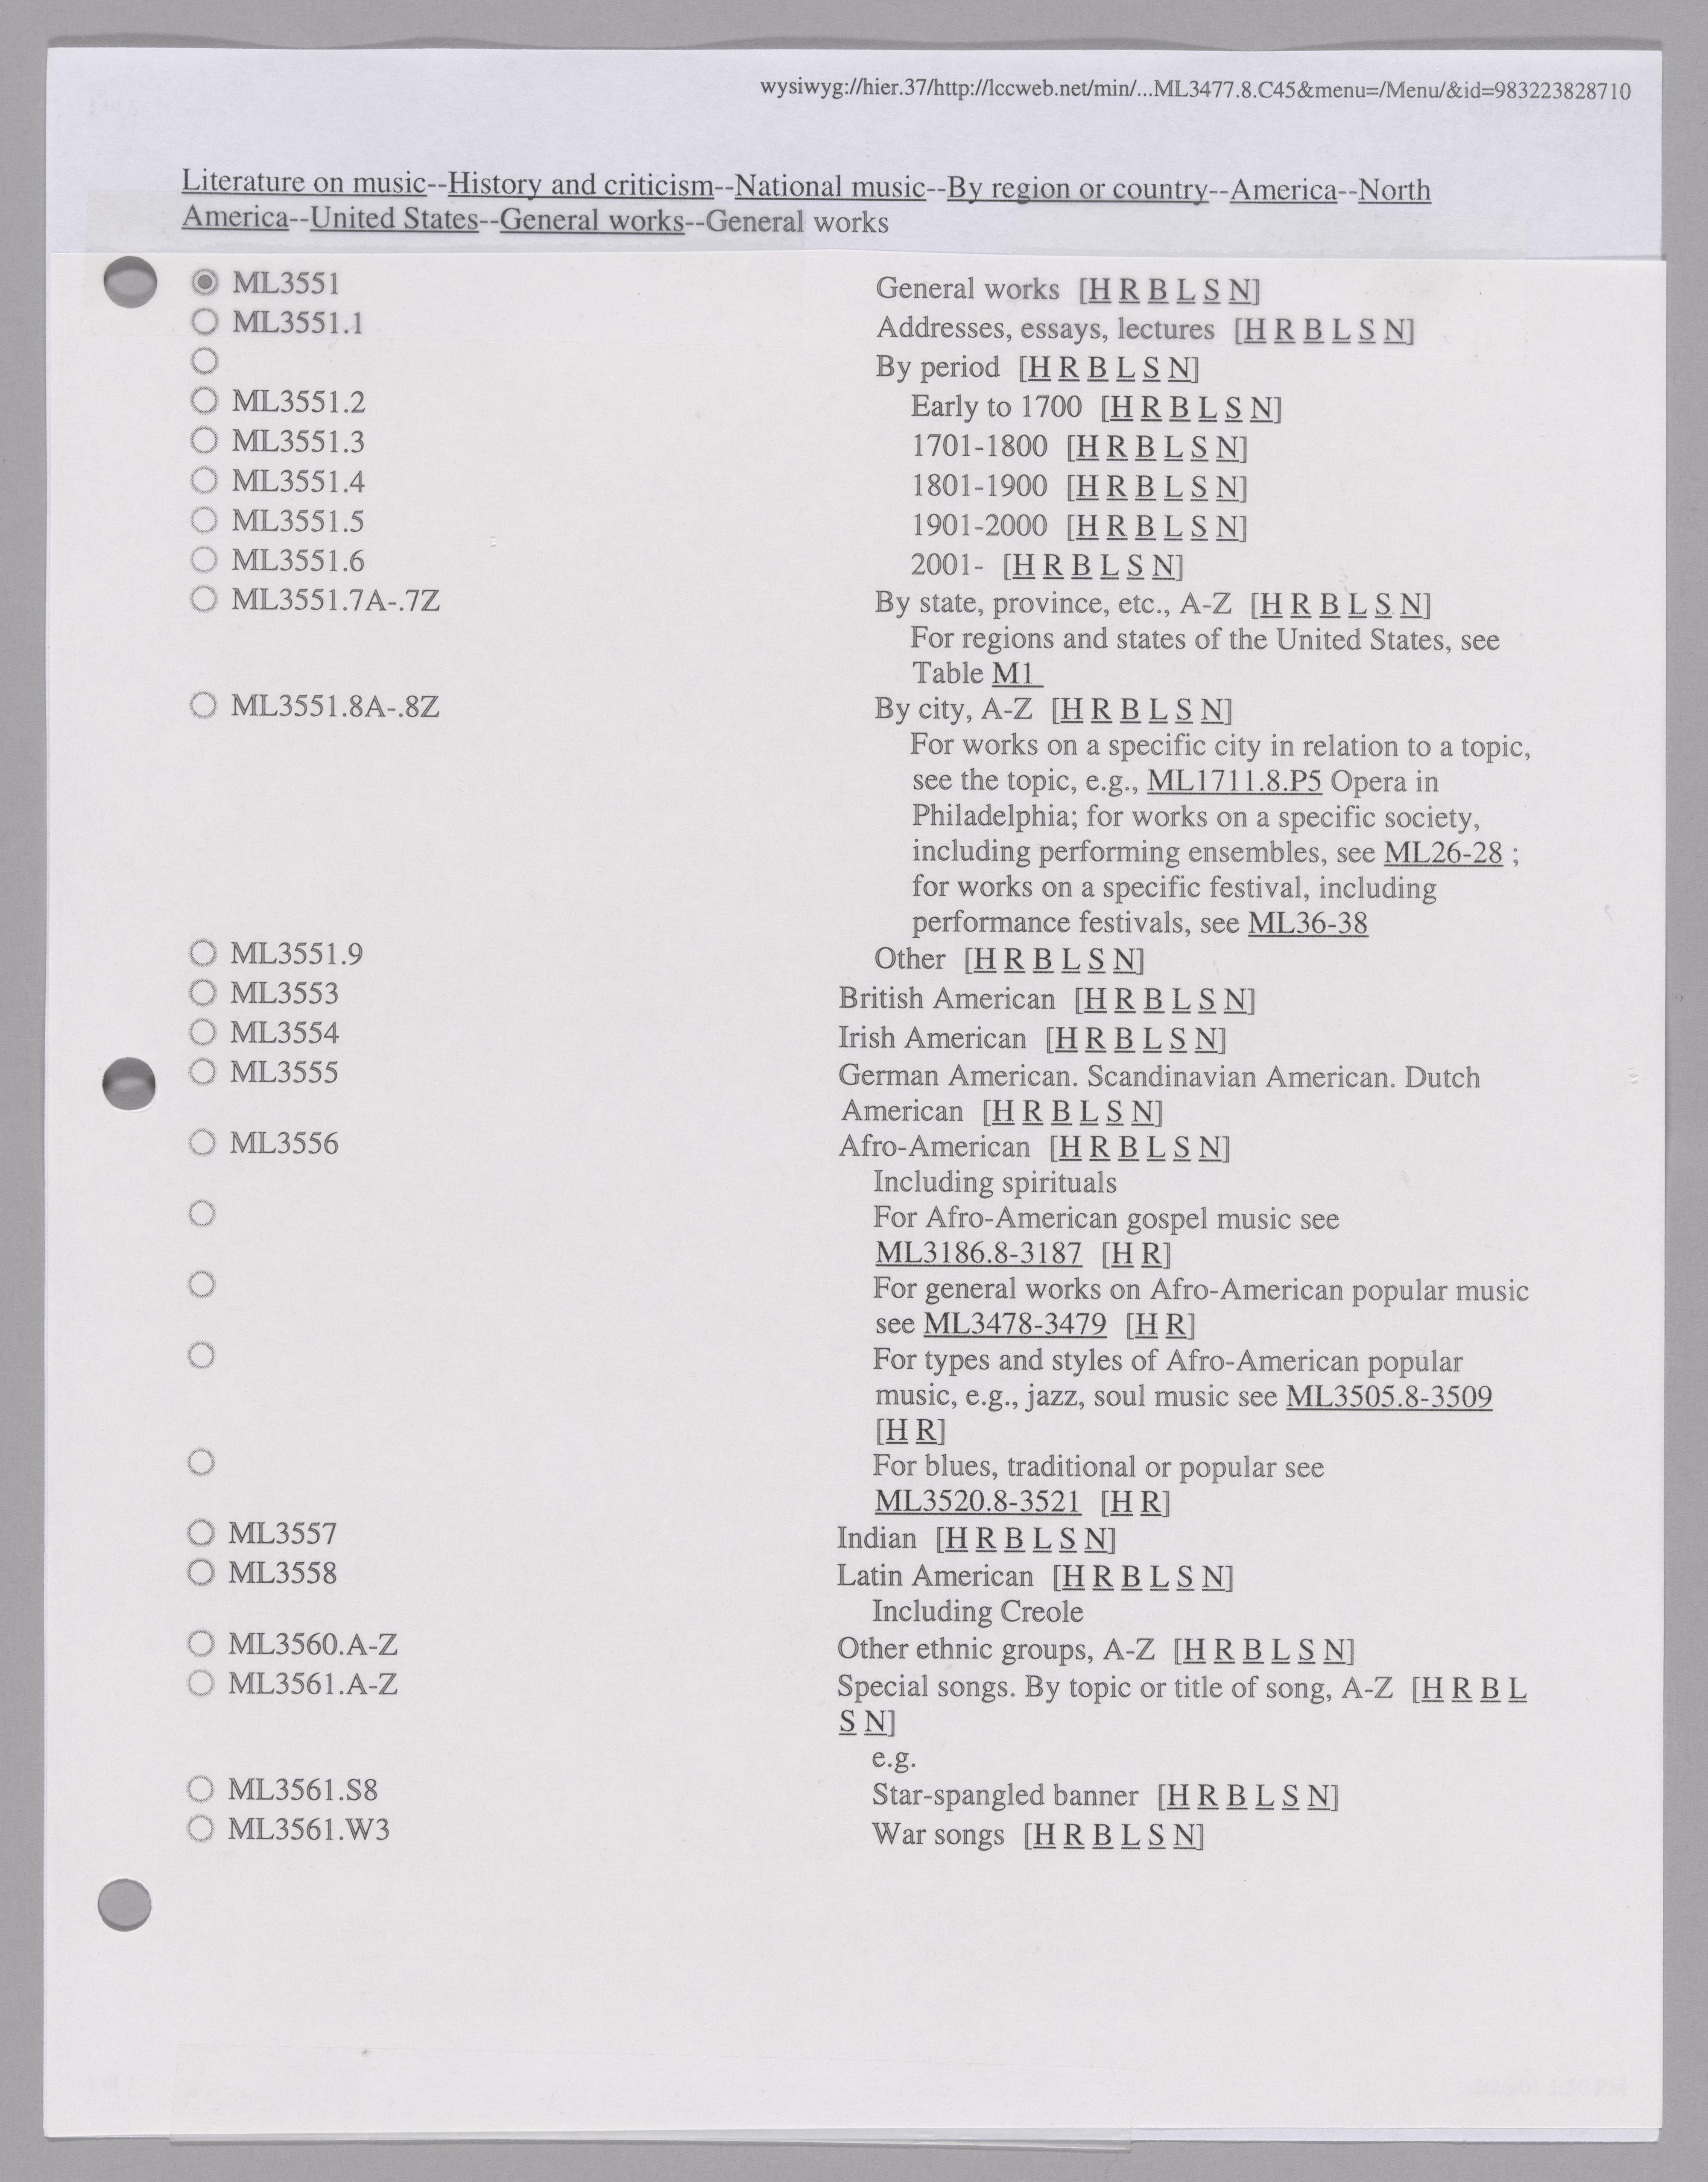 wysiwyg://hier.37/http://lccweb.net/min/...ML3477.8.C45&menu=/Menu/&id=983223828710
Literature on music--History and criticism--National music--By region or country--America--North
America--United States--General works--General works
ML3551 General works [H R B L S N]
ML3551.1 Addresses, essays, lectures [H R B L S N]
By period [H R B L S N]
ML3551.2 Early to 1700 [H R B L S N]
ML3551.3 1701-1800 [H R B L S N]
ML3551.4 1801-1900 [H R B L S N]
ML3551.5 1901-2000 [H R B L S N]
ML3551.6 2001- [H R B L S N]
ML3551.7A-.7Z By state, province, etc., A-Z [H R B L S N]
For regions and states of the United States, see
Table M1
ML3551.8A-.8Z By city, A-Z [H R B L S N]
For works on a specific city in relation to a topic,
see the topic, e.g., ML1711.8.P5 Opera in
Philadelphia; for works on a specific society,
including performing ensembles, see ML26-28 ;
for works on a specific festival, including
performance festivals, see ML36-38
ML3551.9 Other [H R B L S N]
ML3553 British American [H R B L S N]
ML3554 Irish American [H R B L S N]
ML3555 German American. Scandinavian American. Dutch
American [H R B L S N]
ML3556 Afro-American [H R B L S N]
Including spirituals
For Afro-American gospel music see
ML3186.8-3187 [H R]
For general works on Afro-American popular music
see ML3478-3479 [H R]
For types and styles of Afro-American popular
music, e.g., jazz, soul music see ML3505.8-3509
[H R]
For blues, traditional or popular see
ML3520.8-3521 [H R]
ML3557 Indian [H R B L S N]
ML3558 Latin American [H R B L S N]
Including Creole
ML3560.A-Z Other ethnic groups, A-Z [H R B L S N]
ML3561.A-Z Special songs. By topic or title of song, A-Z [H R B L
S N]
e.g.
ML3561.S8 Star-spangled banner [H R B L S N]
ML3561.W3 War songs [H R B L S N]